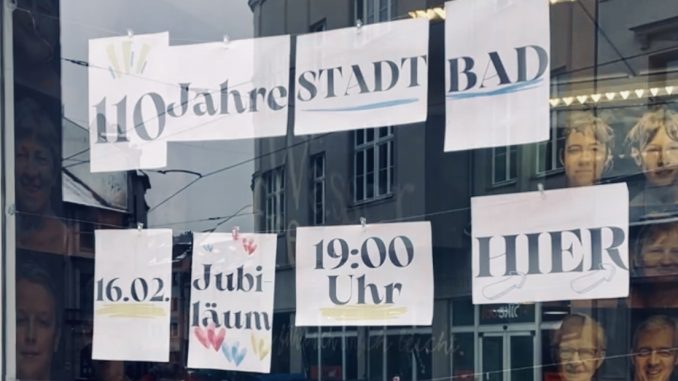 110 Jahre STADT BAD
16.02. Jubi-
läum
19:00
Uhr
HIER